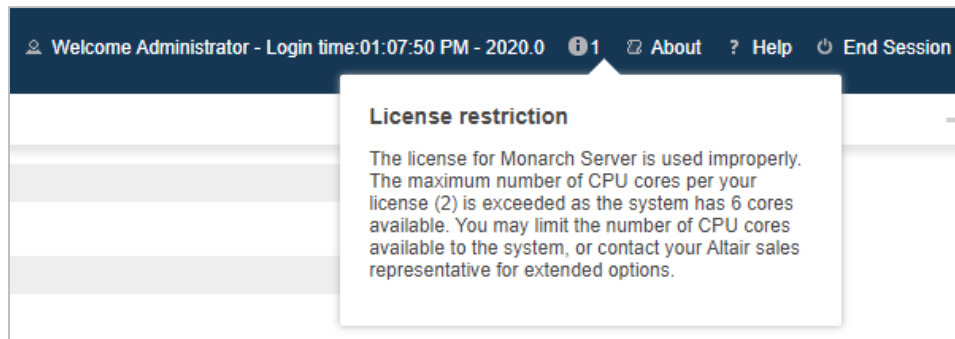 Welcome Administrator - Login time:01:07:50 PM - 2020.0 1 About ? Help End Session
License restriction
The license for Monarch Server is used improperly.
The maximum number of CPU cores per your
license (2) is exceeded as the system has 6 cores
available. You may limit the number of CPU cores
available to the system, or contact your Altair sales
representative for extended options.